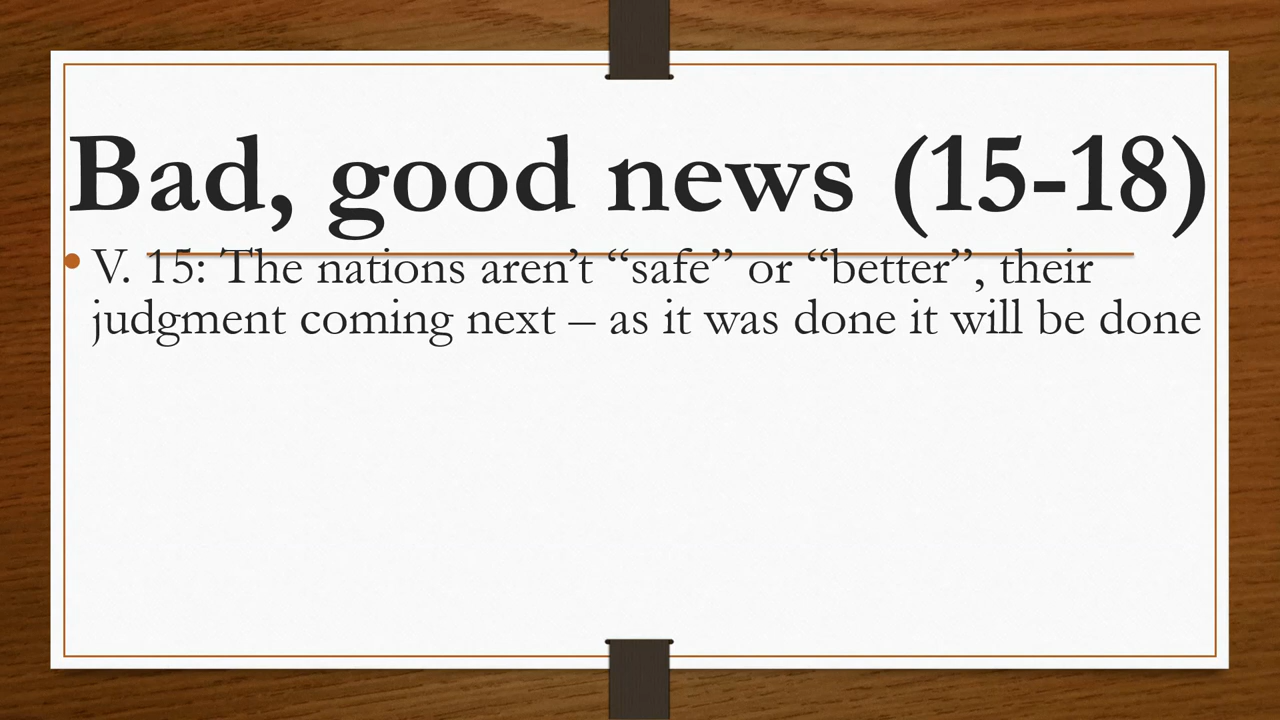 Bad, good news (15-18)
• V. 15: The nations aren’t “safe” or “better”, their
judgment coming next – as it was done it will be done